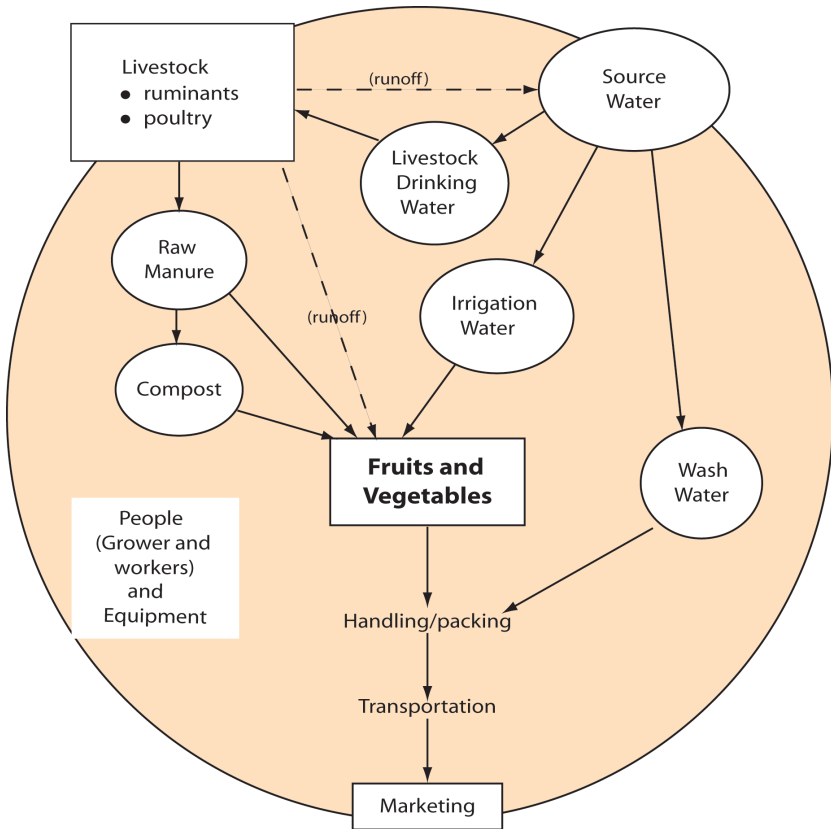 Livestock
• ruminants
• poultry
(runoff)
Source
Water
Livestock
Drinking
Water
Raw
Manure
(runoff)
Irrigation
Water
Compost
Fruits and
Vegetables
Wash
Water
People
(Grower and
workers)
and
Equipment
Handling/packing
Transportation
Marketing